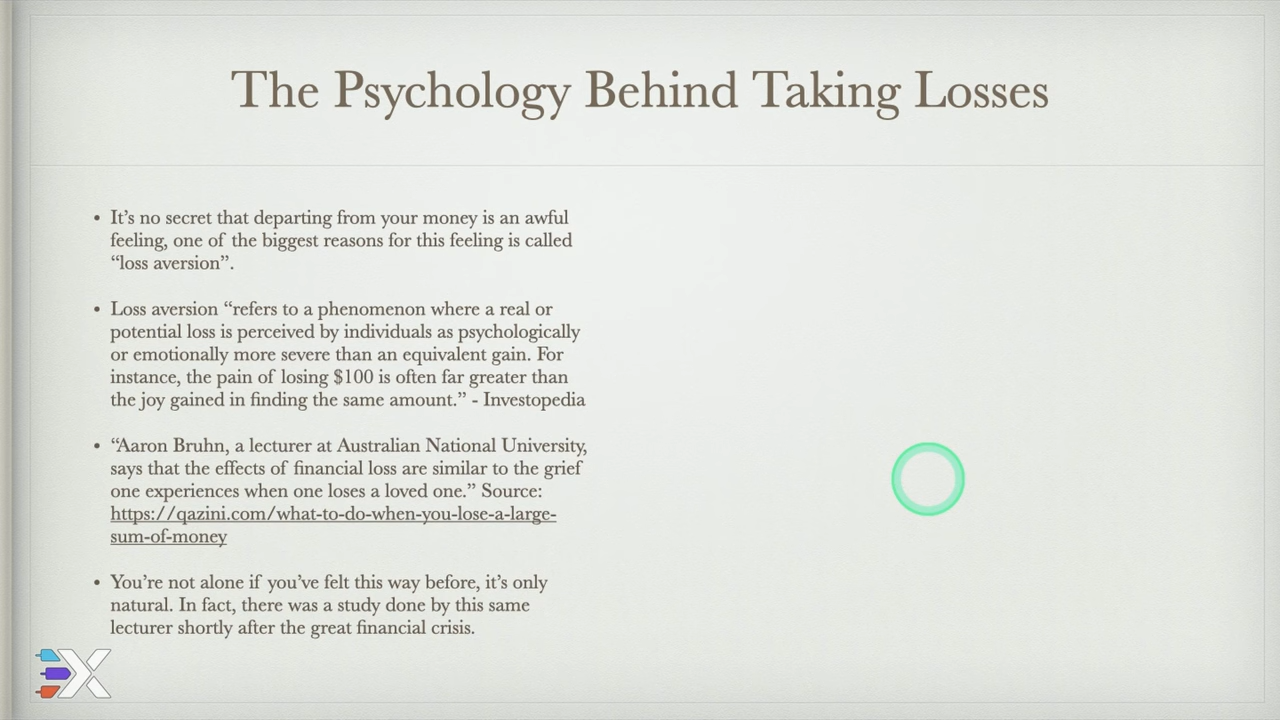 The Psychology Behind Taking Losses
• It’s no secret that departing from your money is an awful
feeling, one of the biggest reasons for this feeling is called
“loss aversion”.
• Loss aversion “refers to a phenomenon where a real or
potential loss is perceived by individuals as psychologically
or emotionally more severe than an equivalent gain. For
instance, the pain of losing $100 is often far greater than
the joy gained in finding the same amount.” - Investopedia
• “Aaron Bruhn, a lecturer at Australian National University,
says that the effects of financial loss are similar to the grief
one experiences when one loses a loved one.” Source:
https://qazini.com/what-to-do-when-you-lose-a-large-
sum-of-money
• You’re not alone if you’ve felt this way before, it’s only
natural. In fact, there was a study done by this same
lecturer shortly after the great financial crisis.